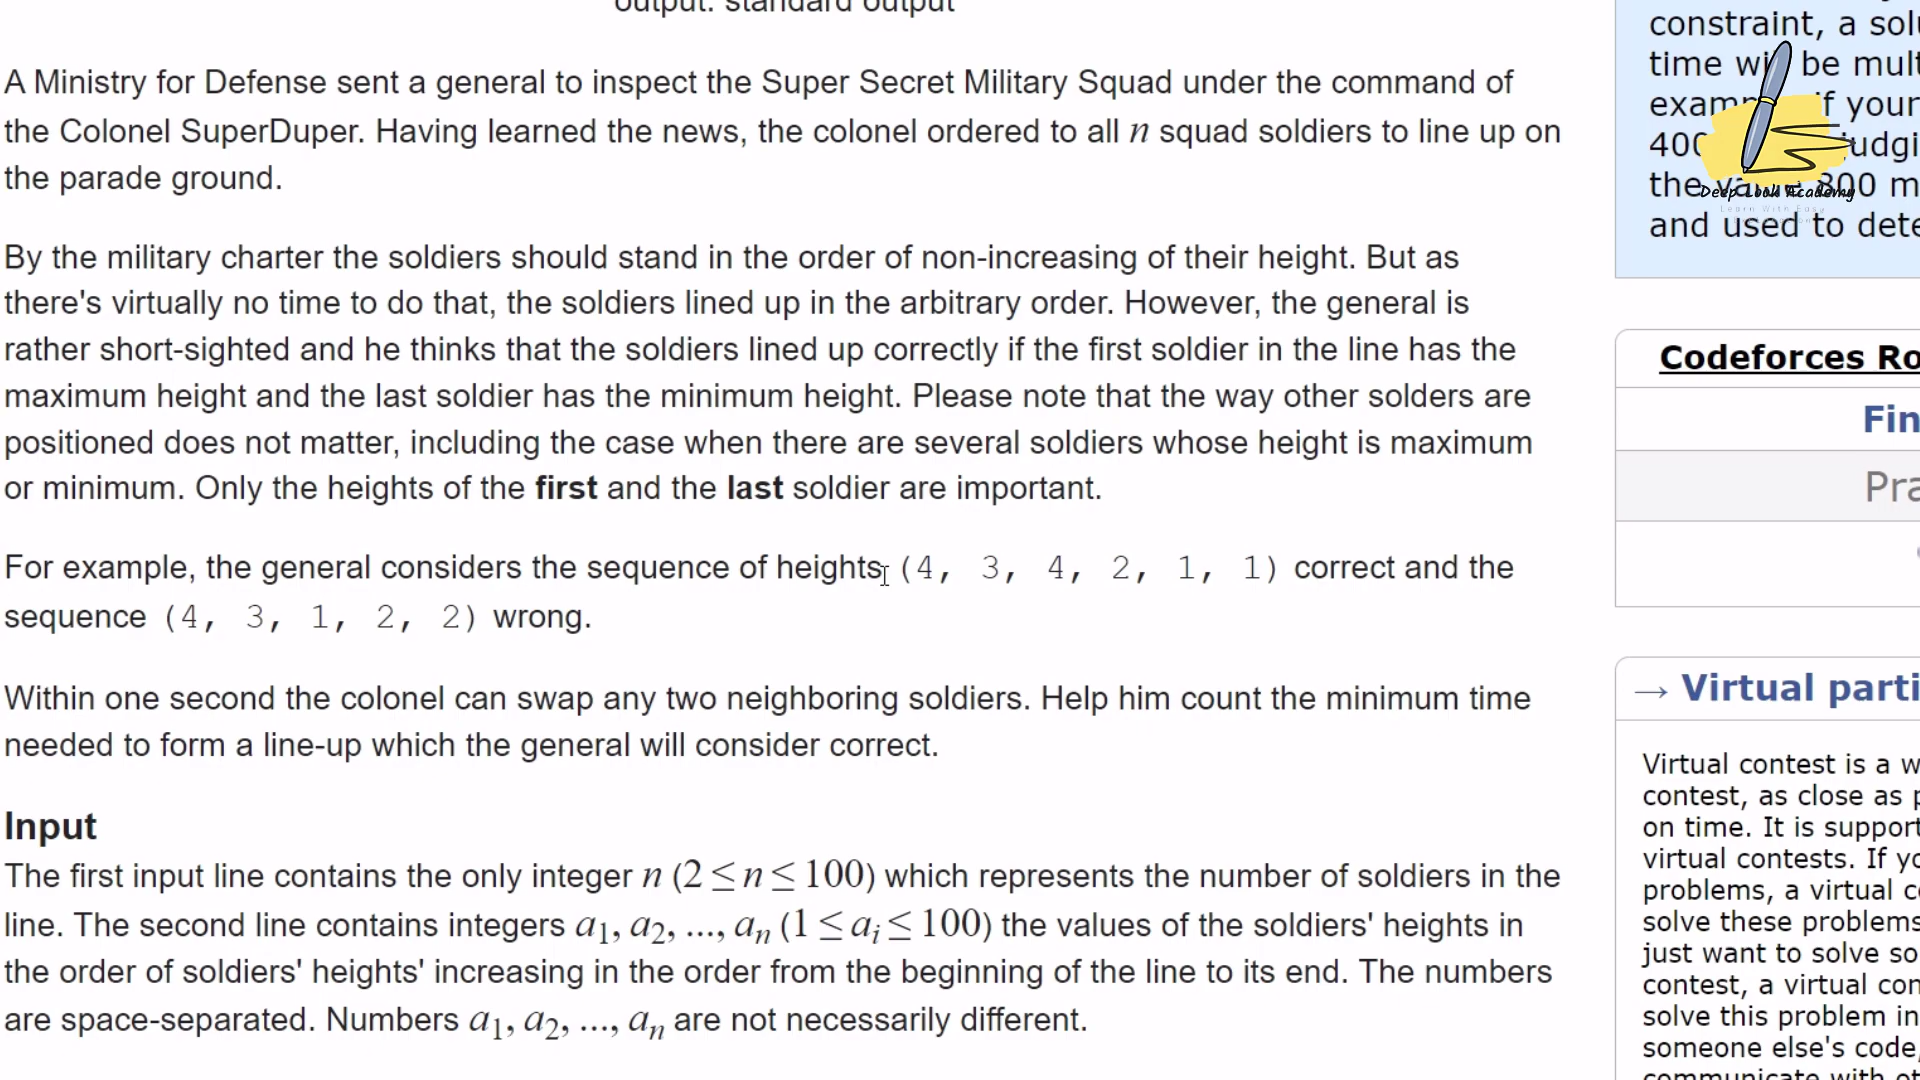 output: standard output
A Ministry for Defense sent a general to inspect the Super Secret Military Squad under the command of
the Colonel SuperDuper. Having learned the news, the colonel ordered to all n squad soldiers to line up on
the parade ground.
By the military charter the soldiers should stand in the order of non-increasing of their height. But as
there's virtually no time to do that, the soldiers lined up in the arbitrary order. However, the general is
rather short-sighted and he thinks that the soldiers lined up correctly if the first soldier in the line has the
maximum height and the last soldier has the minimum height. Please note that the way other solders are
positioned does not matter, including the case when there are several soldiers whose height is maximum
or minimum. Only the heights of the first and the last soldier are important.
For example, the general considers the sequence of heights (4, 3, 4, 2, 1, 1) correct and the
sequence (4, 3, 1, 2, 2) wrong.
Within one second the colonel can swap any two neighboring soldiers. Help him count the minimum time
needed to form a line-up which the general will consider correct.
Input
The first input line contains the only integer n (2 ≤ n ≤ 100) which represents the number of soldiers in the
line. The second line contains integers a1, a2, ..., an (1 ≤ ai ≤ 100) the values of the soldiers' heights in
the order of soldiers' heights' increasing in the order from the beginning of the line to its end. The numbers
are space-separated. Numbers a1, a2, ..., an are not necessarily different.
constraint, a solu
time be mult
if your
400
the 800 m
and used to dete
Deep Look Academy
Learn With Easy
Codeforces Ro
Fin
Pra
→ Virtual parti
Virtual contest is a w
contest, as close as p
on time. It is support
virtual contests. If yo
problems, a virtual co
solve these problems
just want to solve so
contest, a virtual con
solve this problem in
someone else's code,
communicate with ot